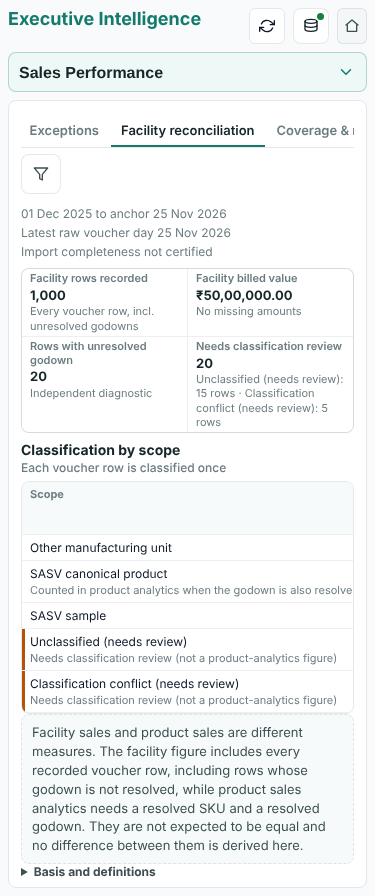 Executive Intelligence
Sales Performance
Exceptions Facility reconciliation Coverage &
01 Dec 2025 to anchor 25 Nov 2026
Latest raw voucher day 25 Nov 2026
Import completeness not certified
Facility rows recorded
1,000
Every voucher row, incl.
unresolved godowns
Facility billed value
₹50,00,000.00
No missing amounts
Rows with unresolved
godown
20
Independent diagnostic
Needs classification review
20
Unclassified (needs review):
15 rows · Classification
conflict (needs review): 5
rows
Classification by scope
Each voucher row is classified once
Scope
Other manufacturing unit
SASV canonical product
Counted in product analytics when the godown is also resolve
SASV sample
Unclassified (needs review)
Needs classification review (not a product-analytics figure)
Classification conflict (needs review)
Needs classification review (not a product-analytics figure)
Facility sales and product sales are different
measures. The facility figure includes every
recorded voucher row, including rows whose
godown is not resolved, while product sales
analytics needs a resolved SKU and a resolved
godown. They are not expected to be equal and
no difference between them is derived here.
Basis and definitions